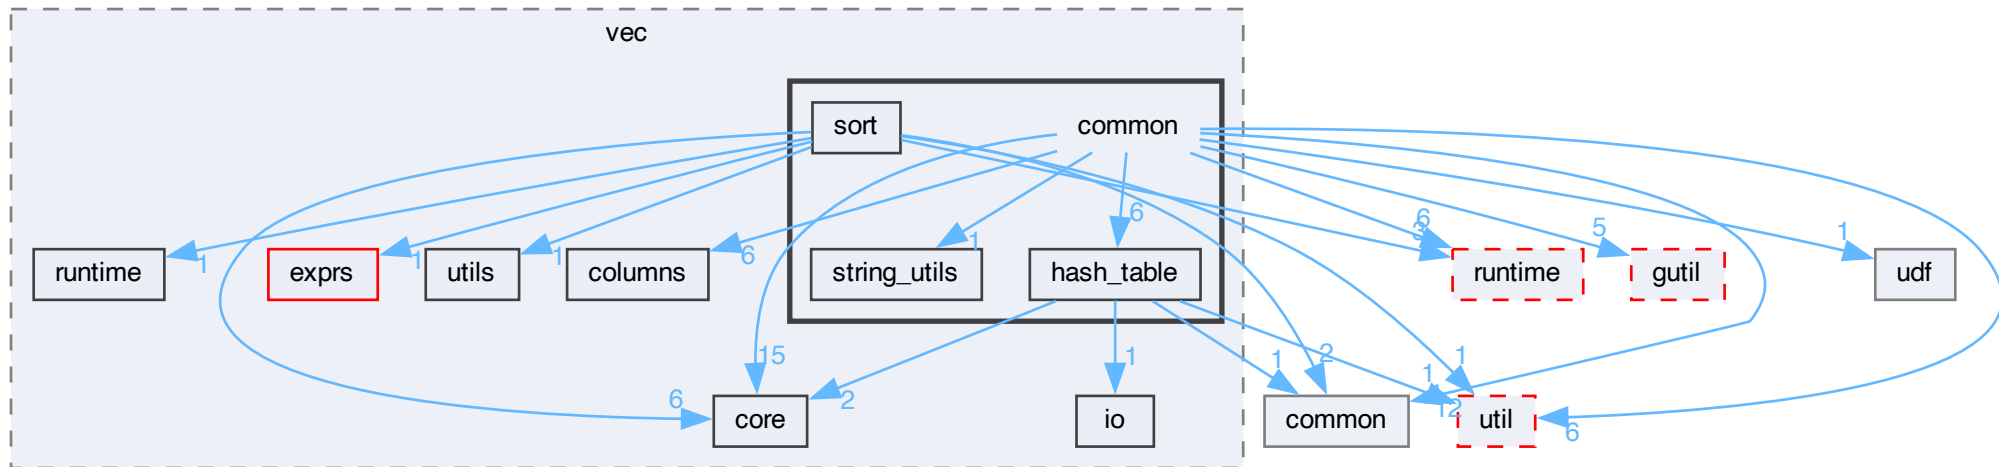 vec
sort
common
6
6
3
5
1
1
1
1
6
1
runtime
exprs
utils
columns
string_utils
hash_table
runtime
gutil
udf
15
1
1
2
1
1
6
2
12
6
core
io
common
util